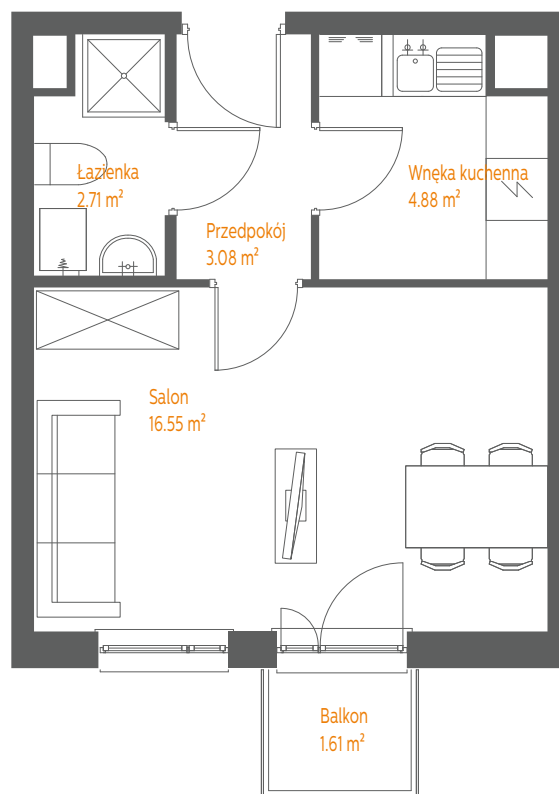 Łazienka
2.71 m²
Wnęka kuchenna
4.88 m²
Przedpokój
3.08 m²
Salon
16.55 m²
Balkon
1.61 m²